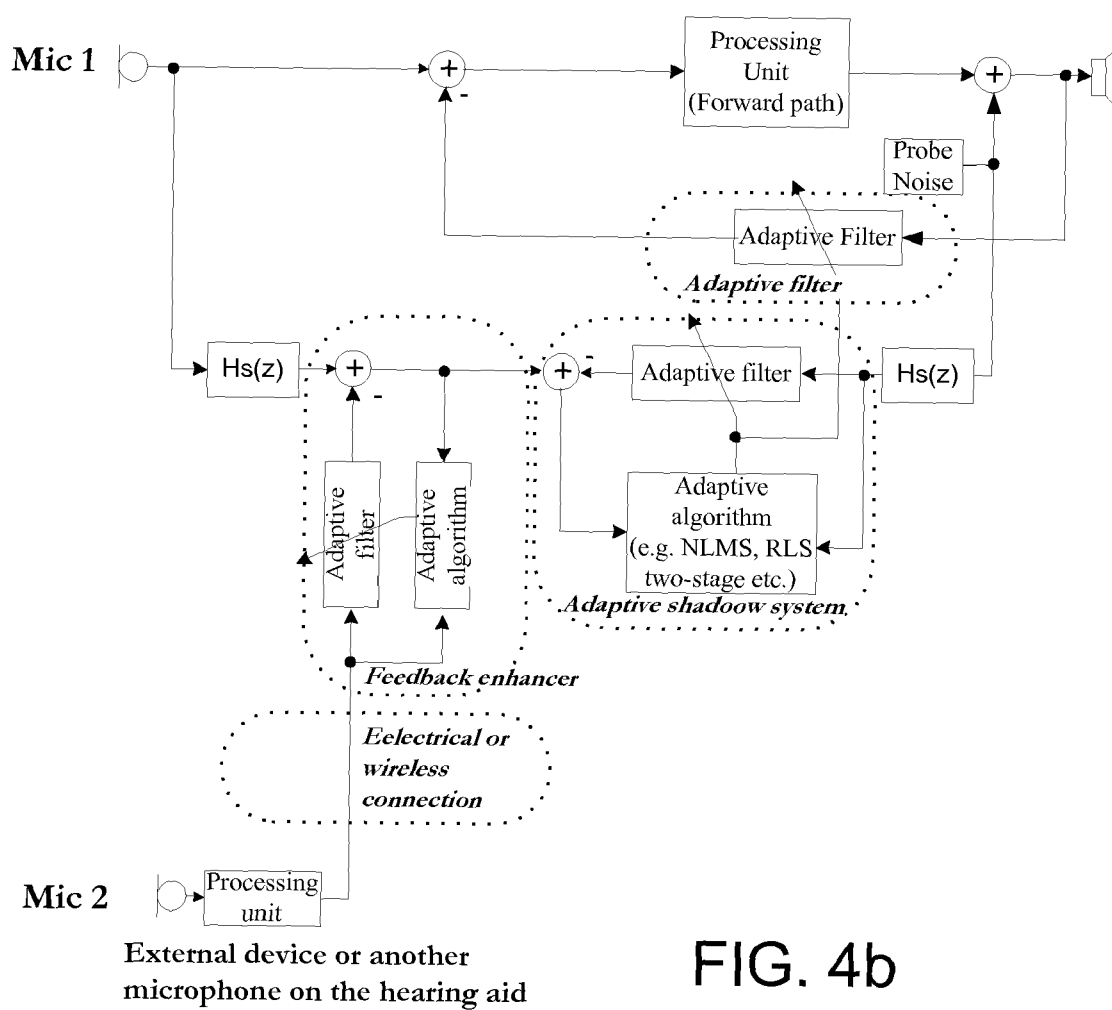 Mic 1
+
-
Processing
Unit
(Forward path)
+
Probe
Noise
Adaptive Filter
Adaptive filter
Hs(z)
+
-
+
-
Adaptive filter
Hs(z)
Adaptive
filter
Adaptive
algorithm
Adaptive
algorithm
(e.g. NLMS, RLS
two-stage etc.)
Adaptive shadoow system
Feedback enhancer
Eelectrical or
wireless
connection
Mic 2
Processing
unit
External device or another
microphone on the hearing aid
FIG. 4b